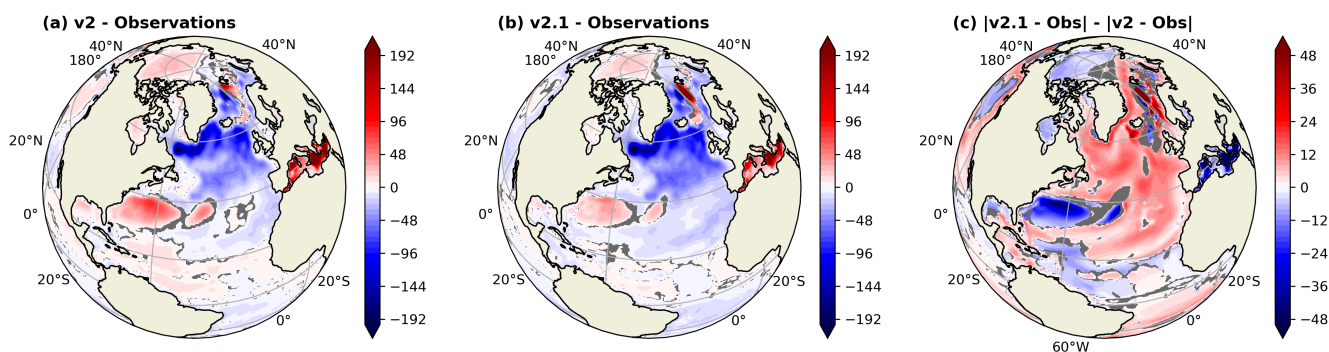 (a) v2 - Observations
40°N
40°N
180°
20°N
0°
20°S
20°S
0°
192
144
96
48
0
−48
−96
−144
−192
(b) v2.1 - Observations
40°N
40°N
180°
20°N
0°
20°S
20°S
0°
192
144
96
48
0
−48
−96
−144
−192
(c) |v2.1 - Obs| - |v2 - Obs|
40°N
40°N
180°
20°N
0°
20°S
20°S
0°
60°W
48
36
24
12
0
−12
−24
−36
−48